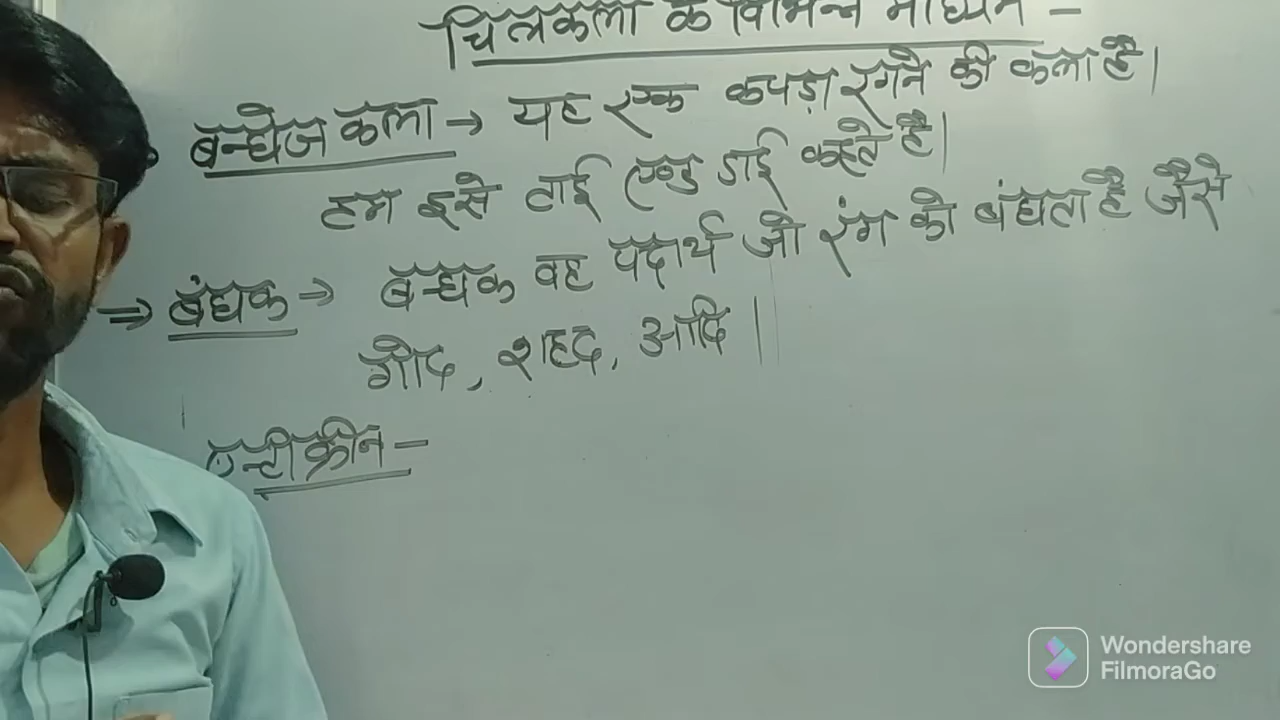 चित्रकला के विभिन्न माध्यम -
बन्धेज कला → यह एक कपड़ा रंगने की कला है।
हम इसे टाई एण्ड डाई कहते है।
⇒ बंधक → बन्धक वह पदार्थ जो रंग को बंधता है जैसे
गोंद, शहद, आदि।
एन्टीक्रीन -
Wondershare
FilmoraGo